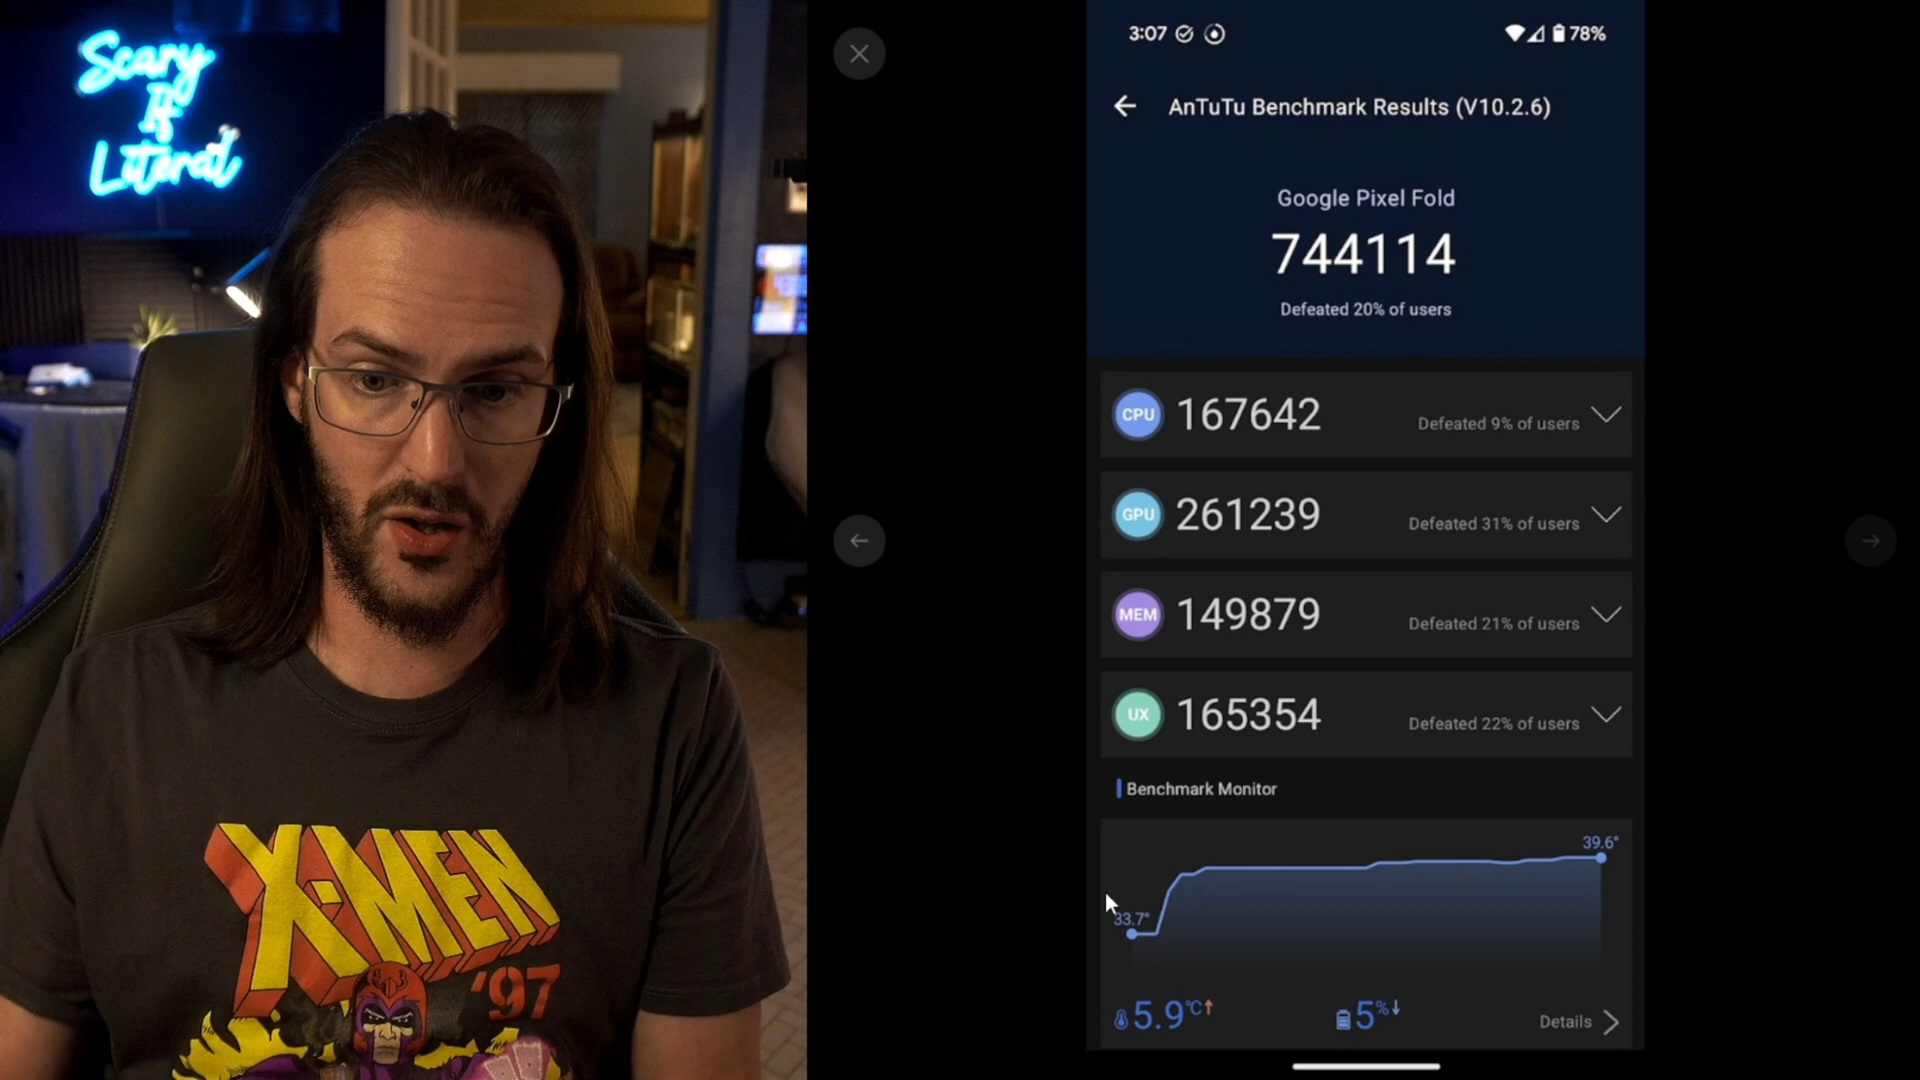 Scary
Is
Literal
X-MEN
'97
3:07
78%
AnTuTu Benchmark Results (V10.2.6)
Google Pixel Fold
744114
Defeated 20% of users
CPU 167642 Defeated 9% of users
GPU 261239 Defeated 31% of users
MEM 149879 Defeated 21% of users
UX 165354 Defeated 22% of users
Benchmark Monitor
39.6°
33.7°
5.9℃↑ 5%↓ Details